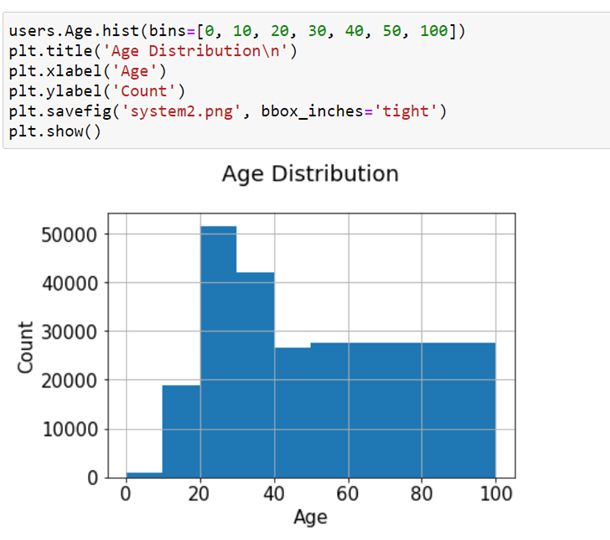 users.Age.hist(bins=[0, 10, 20, 30, 40, 50, 100])
plt.title('Age Distribution\n')
plt.xlabel('Age')
plt.ylabel('Count')
plt.savefig('system2.png', bbox_inches='tight')
plt.show()
Age Distribution
50000
40000
30000
20000
10000
0
Count
0 20 40 60 80 100
Age